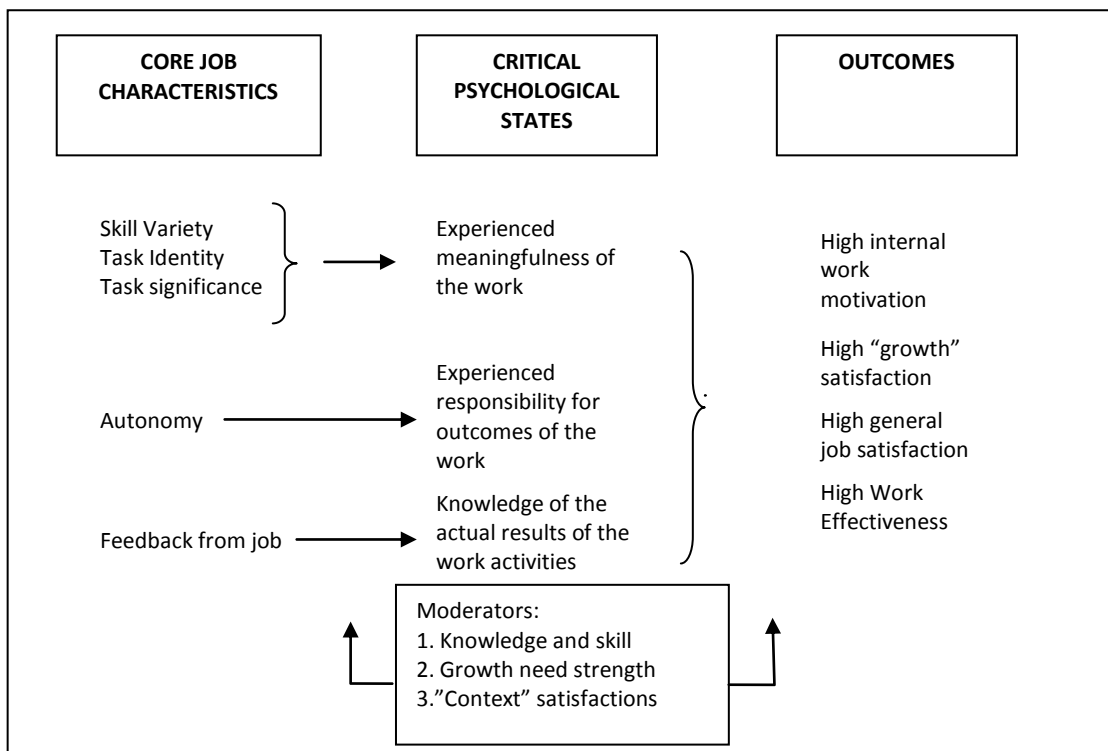 CORE JOB
CHARACTERISTICS
CRITICAL
PSYCHOLOGICAL
STATES
OUTCOMES
Skill Variety
Task Identity
Task significance
Experienced
meaningfulness of
the work
High internal
work
motivation
High “growth”
satisfaction
Autonomy
Experienced
responsibility for
outcomes of the
work
High general
job satisfaction
High Work
Effectiveness
Feedback from job
Knowledge of the
actual results of the
work activities
Moderators:
1. Knowledge and skill
2. Growth need strength
3.”Context” satisfactions